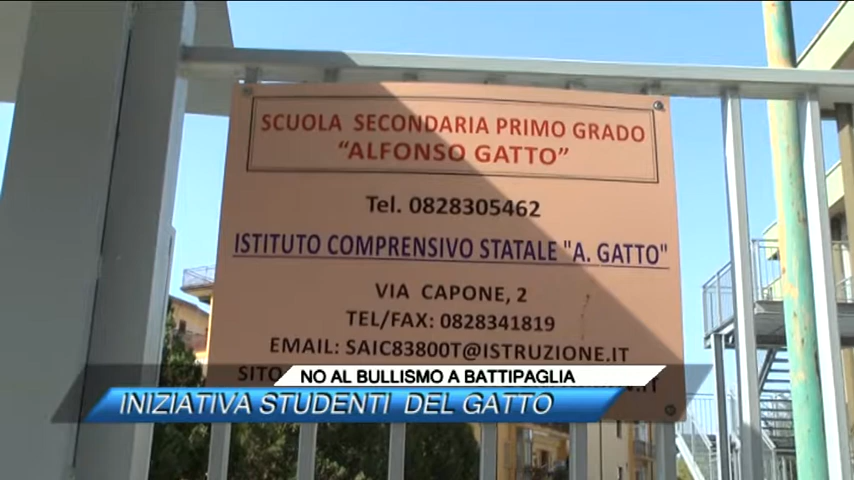 SCUOLA SECONDARIA PRIMO GRADO
“ALFONSO GATTO”
Tel. 0828305462
ISTITUTO COMPRENSIVO STATALE "A. GATTO"
VIA CAPONE, 2
TEL/FAX: 0828341819
EMAIL: SAIC83800T@ISTRUZIONE.IT
NO AL BULLISMO A BATTIPAGLIA
INIZIATIVA STUDENTI DEL GATTO